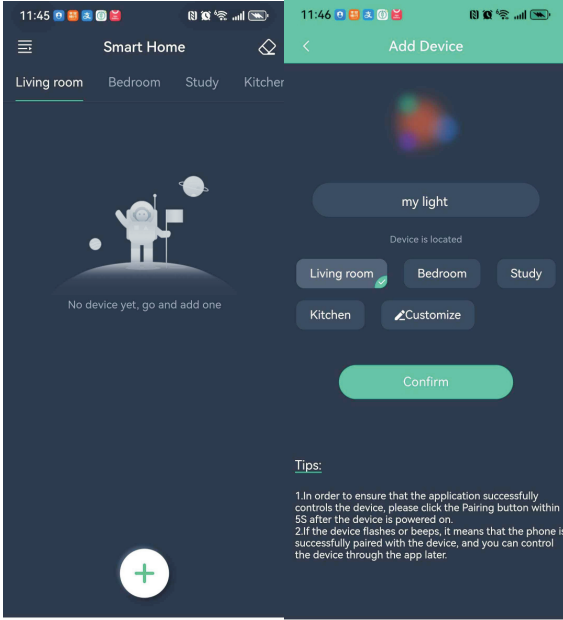 11:45
Smart Home
Living room Bedroom Study Kitchen
No device yet, go and add one
11:46
Add Device
my light
Device is located
Living room Bedroom Study
Kitchen Customize
Confirm
Tips:
1.In order to ensure that the application successfully
controls the device, please click the Pairing button within
5S after the device is powered on.
2.If the device flashes or beeps, it means that the phone is
successfully paired with the device, and you can control
the device through the app later.